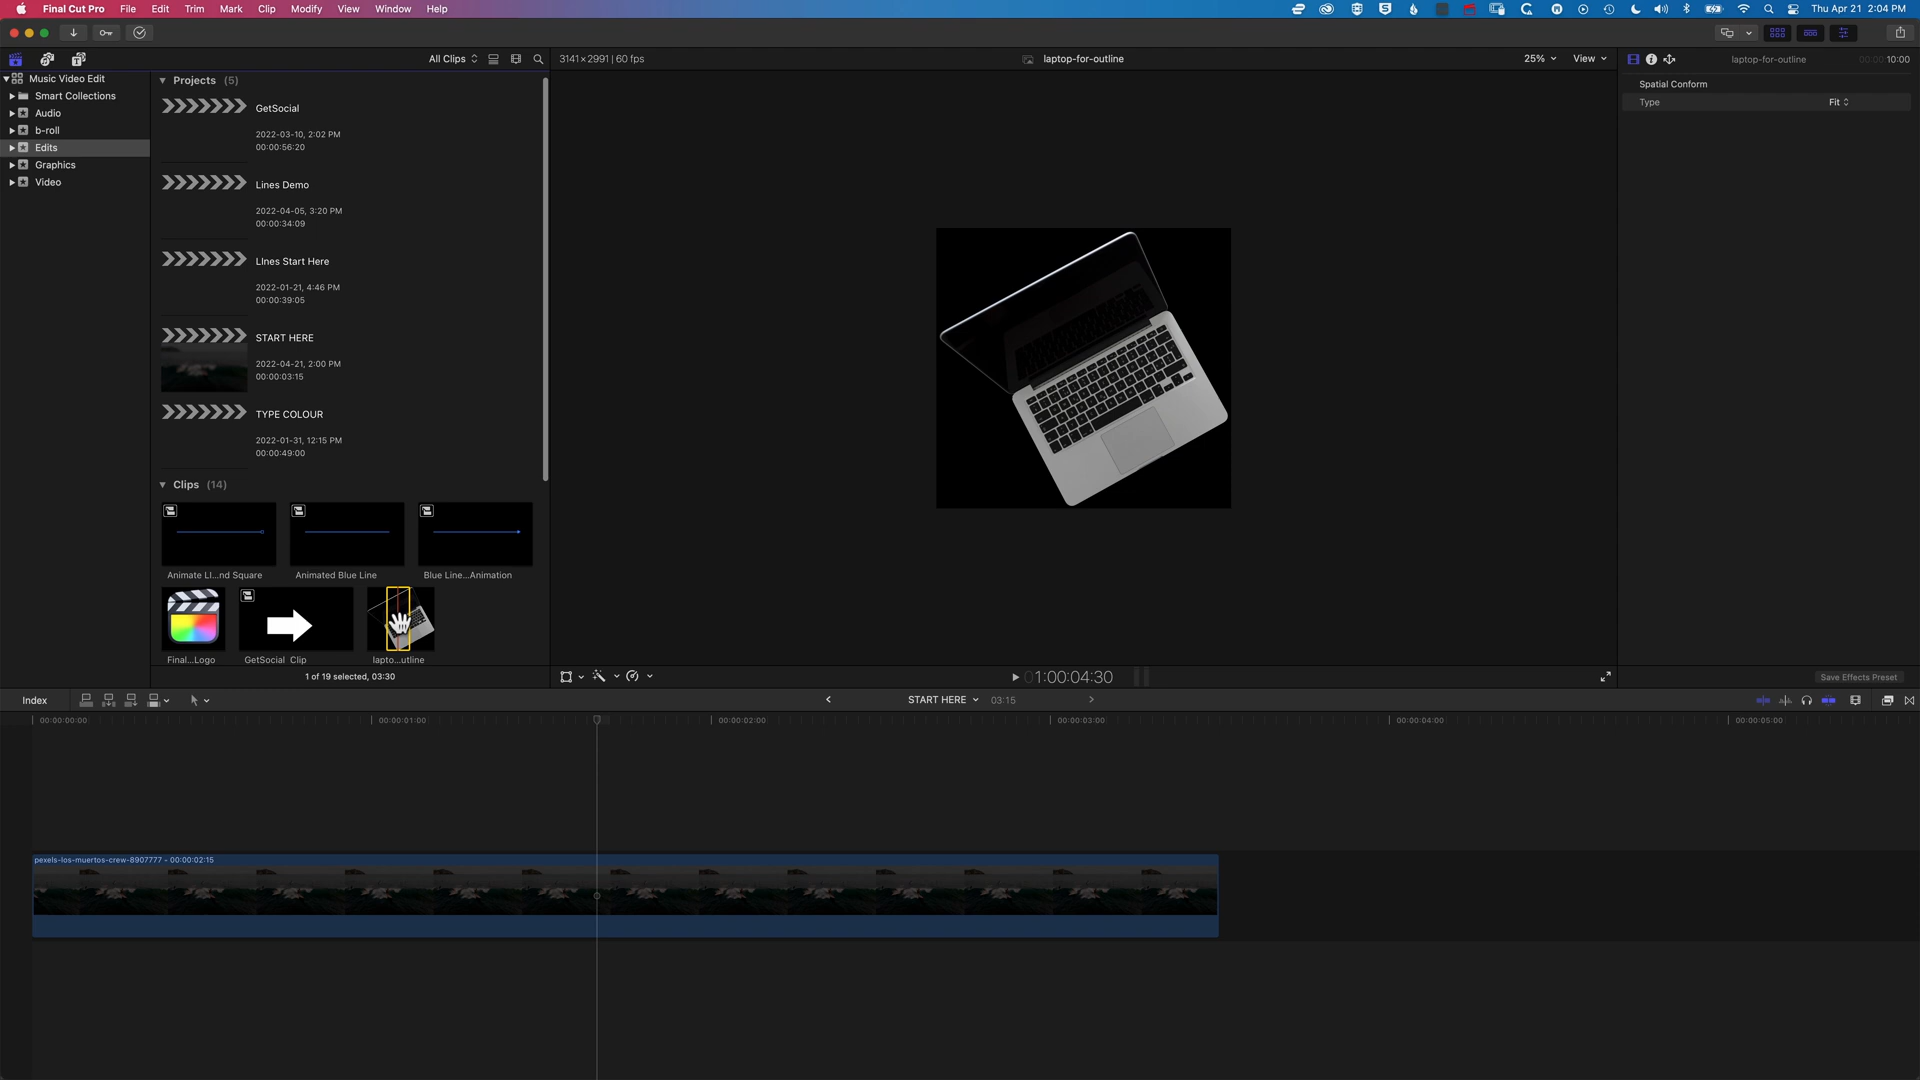 Final Cut Pro File Edit Trim Mark Clip Modify View Window Help Thu Apr 21 2:04 PM
All Clips 3141×2991 | 60 fps laptop-for-outline 25% View laptop-for-outline 00:00:10:00
Music Video Edit
Smart Collections
Audio
b-roll
Edits
Graphics
Video
Projects (5)
GetSocial
2022-03-10, 2:02 PM
00:00:56:20
Lines Demo
2022-04-05, 3:20 PM
00:00:34:09
LInes Start Here
2022-01-21, 4:46 PM
00:00:39:05
START HERE
2022-04-21, 2:00 PM
00:00:03:15
TYPE COLOUR
2022-01-31, 12:15 PM
00:00:49:00
Clips (14)
Animate LI...nd Square Animated Blue Line Blue Line...Animation
Final...Logo GetSocial Clip lapto...utline
1 of 19 selected, 03:30
Spatial Conform
Type Fit
01:00:04:30
Save Effects Preset
Index START HERE 03:15
00:00:00:00 00:00:01:00 00:00:02:00 00:00:03:00 00:00:04:00 00:00:05:00
pexels-los-muertos-crew-8907777 - 00:00:02:15